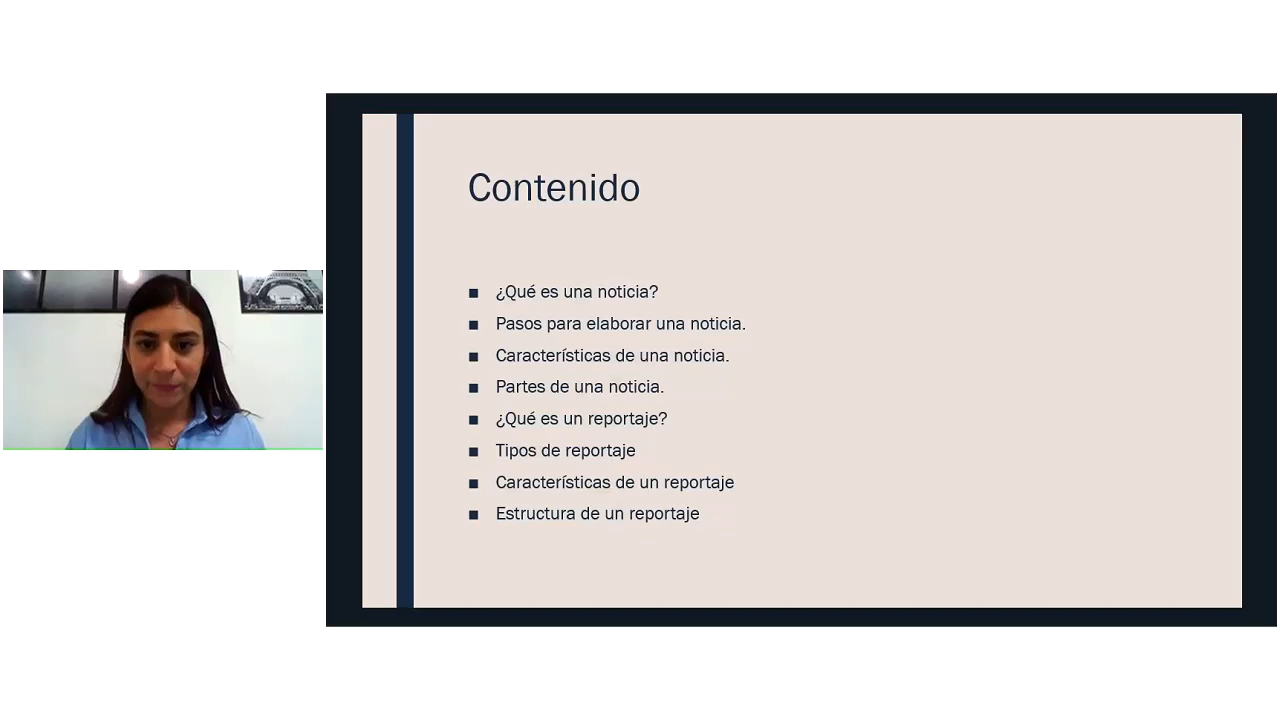 Contenido
¿Qué es una noticia?
Pasos para elaborar una noticia.
Características de una noticia.
Partes de una noticia.
¿Qué es un reportaje?
Tipos de reportaje
Características de un reportaje
Estructura de un reportaje